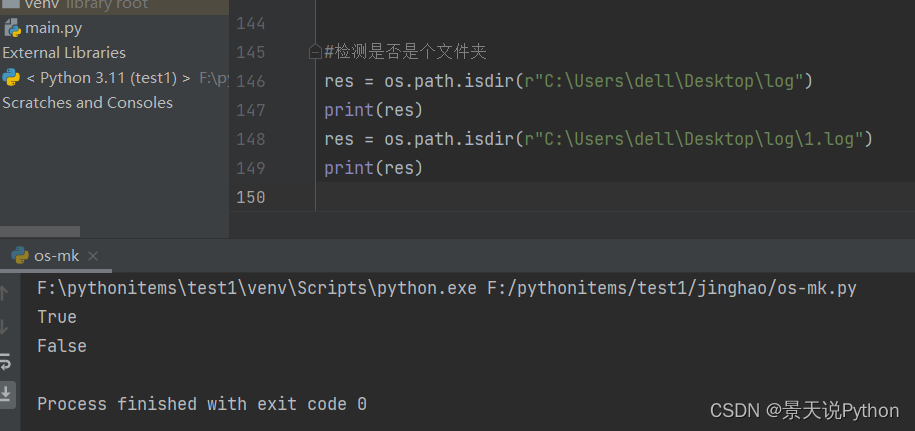 venv library root
main.py
External Libraries
< Python 3.11 (test1) > F:\py
Scratches and Consoles
144
145 #检测是否是个文件夹
146 res = os.path.isdir(r"C:\Users\dell\Desktop\log")
147 print(res)
148 res = os.path.isdir(r"C:\Users\dell\Desktop\log\1.log")
149 print(res)
150
os-mk
F:\pythonitems\test1\venv\Scripts\python.exe F:/pythonitems/test1/jinghao/os-mk.py
True
False
Process finished with exit code 0
CSDN @景天说Python